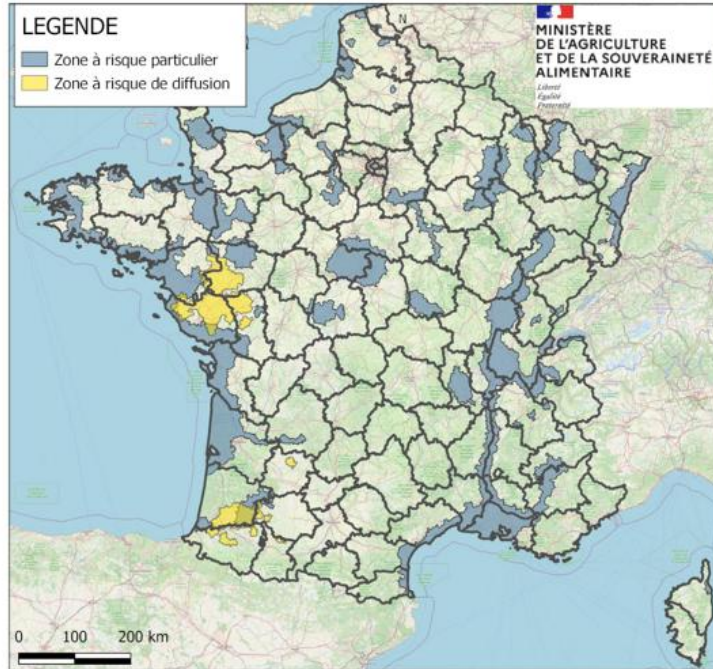 LEGENDE
Zone à risque particulier
Zone à risque de diffusion
N
MINISTÈRE
DE L'AGRICULTURE
ET DE LA SOUVERAINETÉ
ALIMENTAIRE
Liberté
Égalité
Fraternité
0 100 200 km